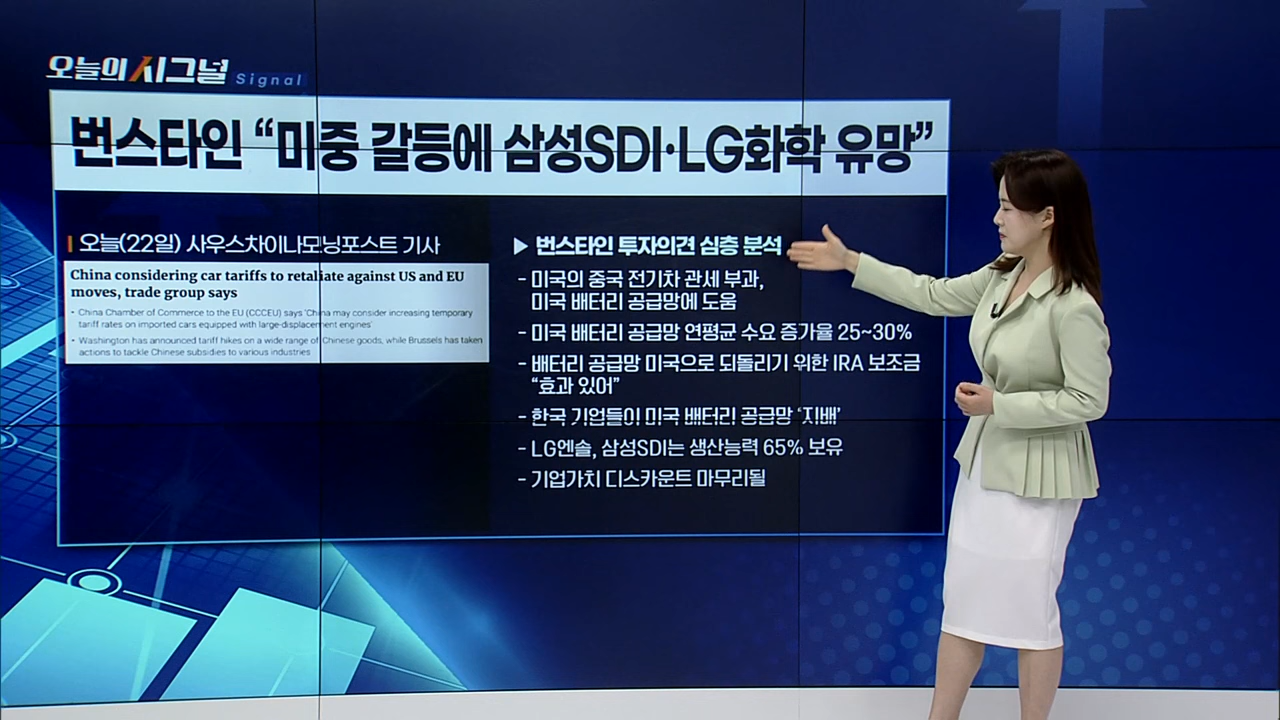 오늘의 시그널 Signal
번스타인 “미중 갈등에 삼성SDI·LG화학 유망”
오늘(22일) 사우스차이나모닝포스트 기사
China considering car tariffs to retaliate against US and EU
moves, trade group says
• China Chamber of Commerce to the EU (CCCEU) says ‘China may consider increasing temporary
tariff rates on imported cars equipped with large-displacement engines’
• Washington has announced tariff hikes on a wide range of Chinese goods, while Brussels has taken
actions to tackle Chinese subsidies to various industries
▶ 번스타인 투자의견 심층 분석
- 미국의 중국 전기차 관세 부과,
미국 배터리 공급망에 도움
- 미국 배터리 공급망 연평균 수요 증가율 25~30%
- 배터리 공급망 미국으로 되돌리기 위한 IRA 보조금
“효과 있어”
- 한국 기업들이 미국 배터리 공급망 ‘지배’
- LG엔솔, 삼성SDI는 생산능력 65% 보유
- 기업가치 디스카운트 마무리될